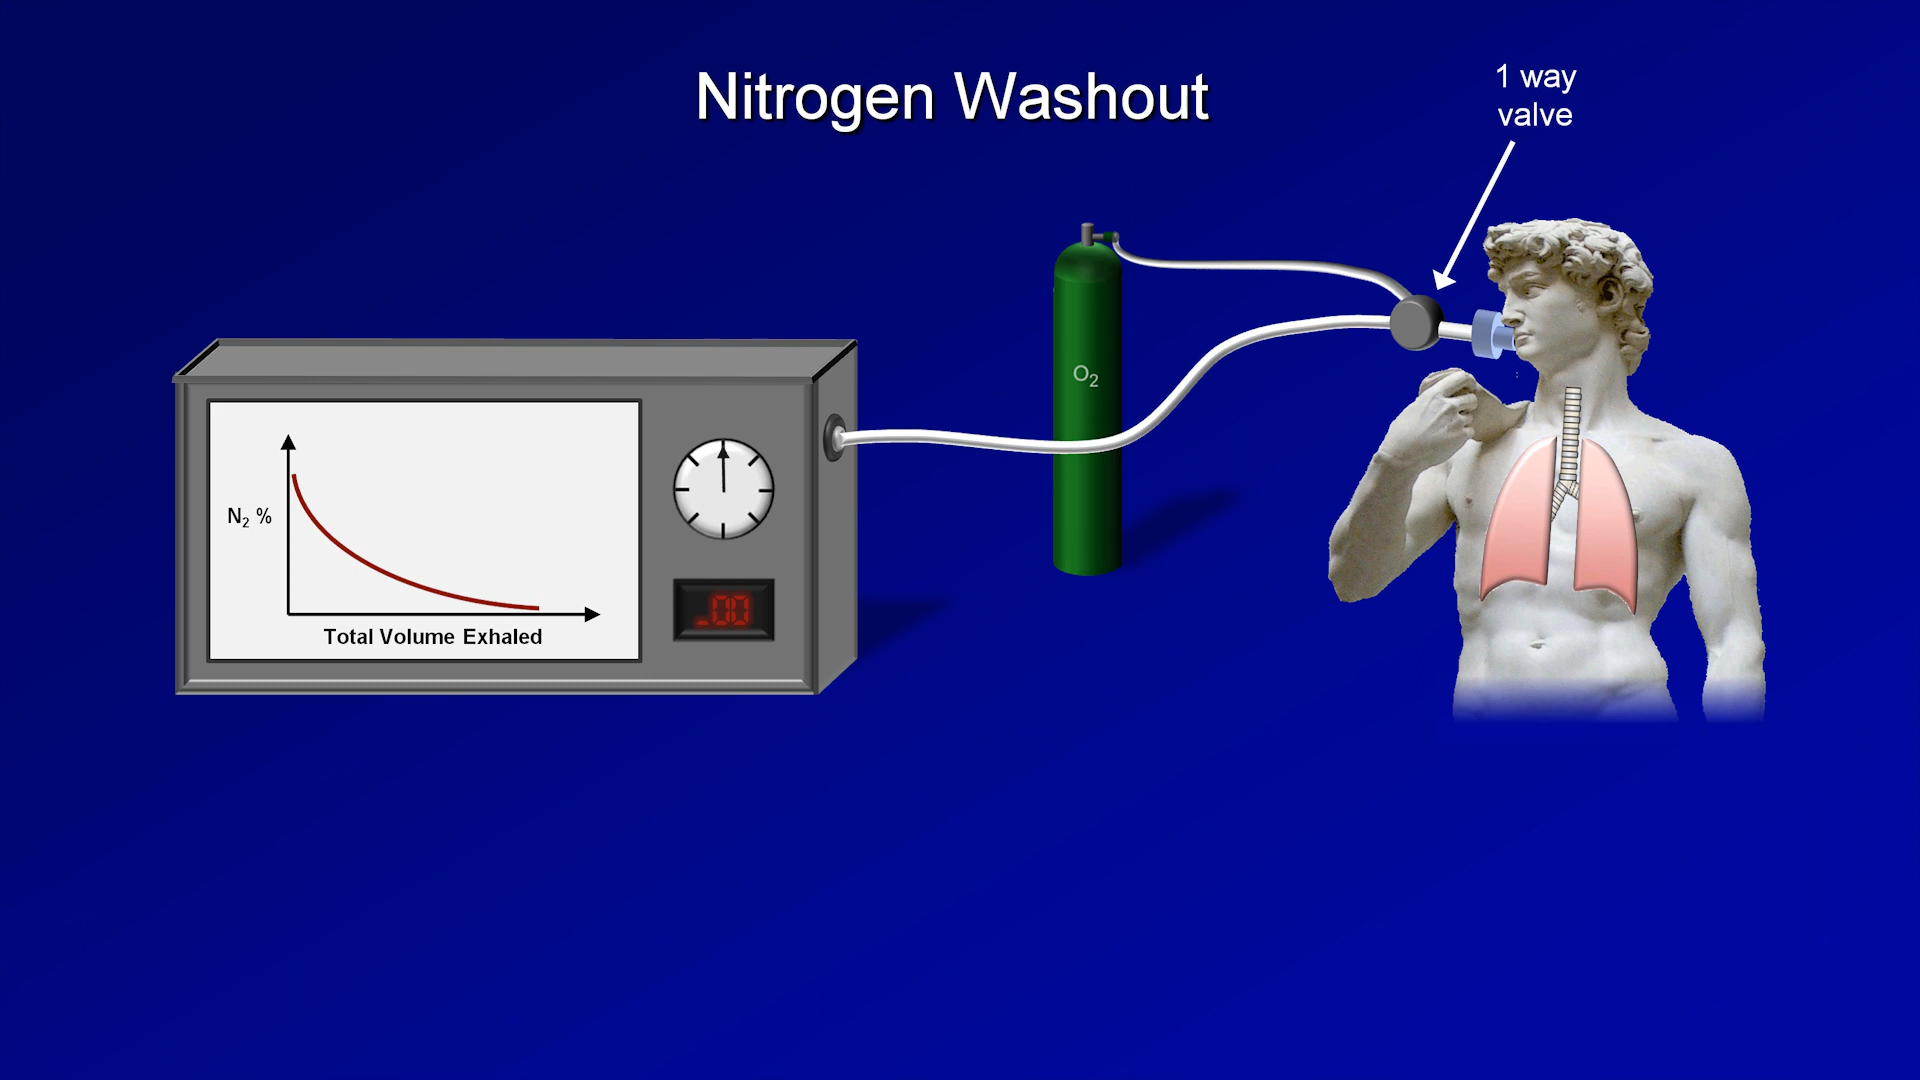 Nitrogen Washout
1 way
valve
O₂
N₂ %
Total Volume Exhaled
_.00